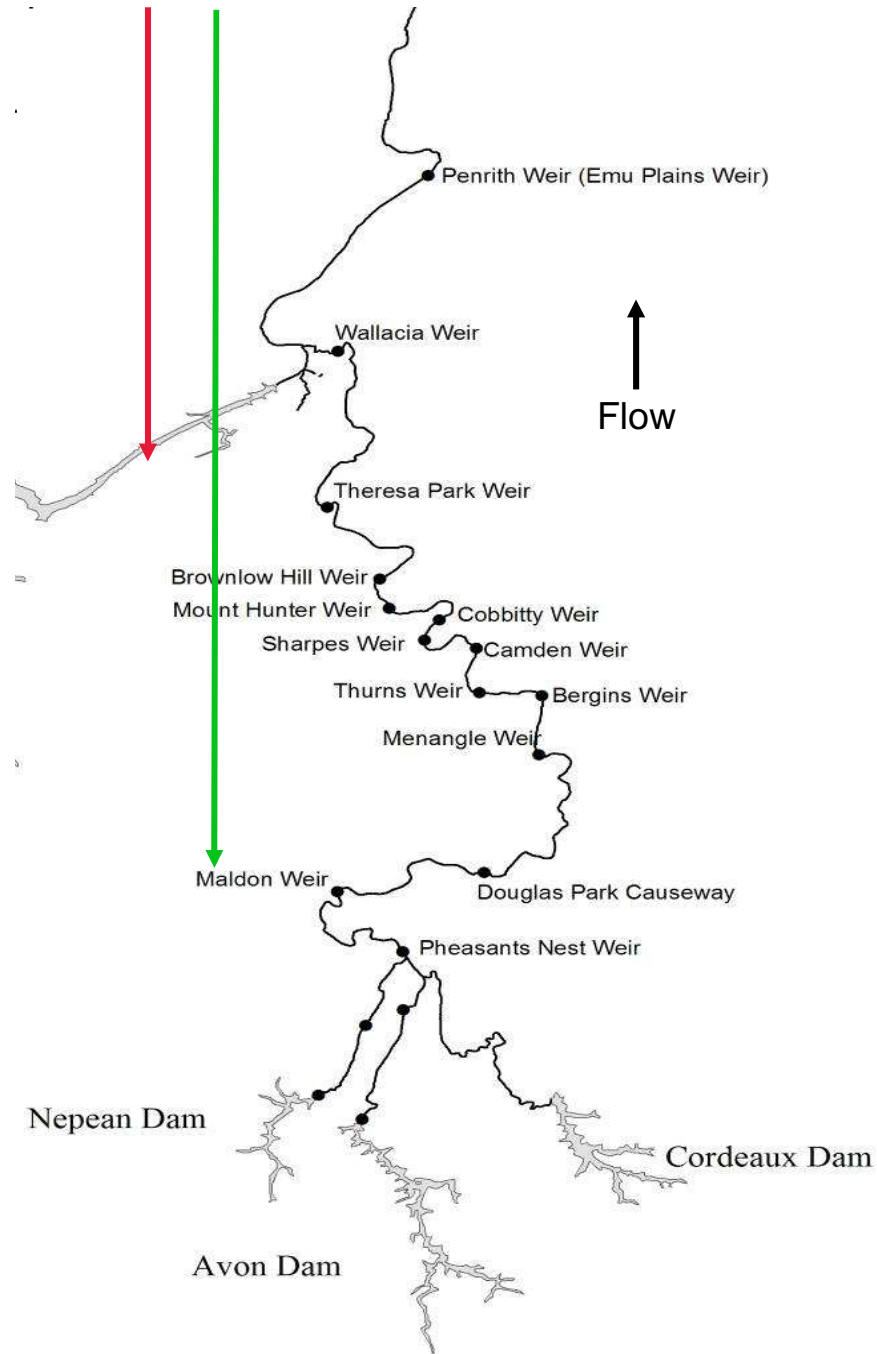 Penrith Weir (Emu Plains Weir)
Wallacia Weir
Flow
Theresa Park Weir
Brownlow Hill Weir
Mount Hunter Weir
Cobbitty Weir
Sharpes Weir
Camden Weir
Thurns Weir
Bergins Weir
Menangle Weir
Maldon Weir
Douglas Park Causeway
Pheasants Nest Weir
Nepean Dam
Cordeaux Dam
Avon Dam